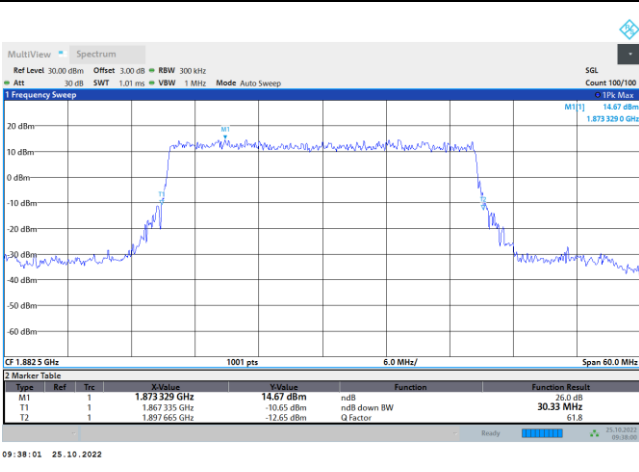 MultiView Spectrum
Ref Level 30.00 dBm Offset 3.00 dB RBW 300 kHz SGL
Att 30 dB SWT 1.01 ms VBW 1 MHz Mode Auto Sweep Count 100/100
1 Frequency Sweep 1Pk Max
M1[1] 14.67 dBm
1.873 329 0 GHz
M1
20 dBm
10 dBm
0 dBm
T1
-10 dBm
-20 dBm
-30 dBm
-40 dBm
-50 dBm
-60 dBm
CF 1.882 5 GHz 1001 pts 6.0 MHz/ Span 60.0 MHz
2 Marker Table
Type Ref Trc X-Value Y-Value Function Function Result
M1 1 1.873 329 GHz 14.67 dBm ndB 26.0 dB
T1 1 1.867 335 GHz -10.65 dBm ndB down BW 30.33 MHz
T2 1 1.897 665 GHz -12.65 dBm Q Factor 61.8
Ready 25.10.2022
09:38:00
09:38:01 25.10.2022